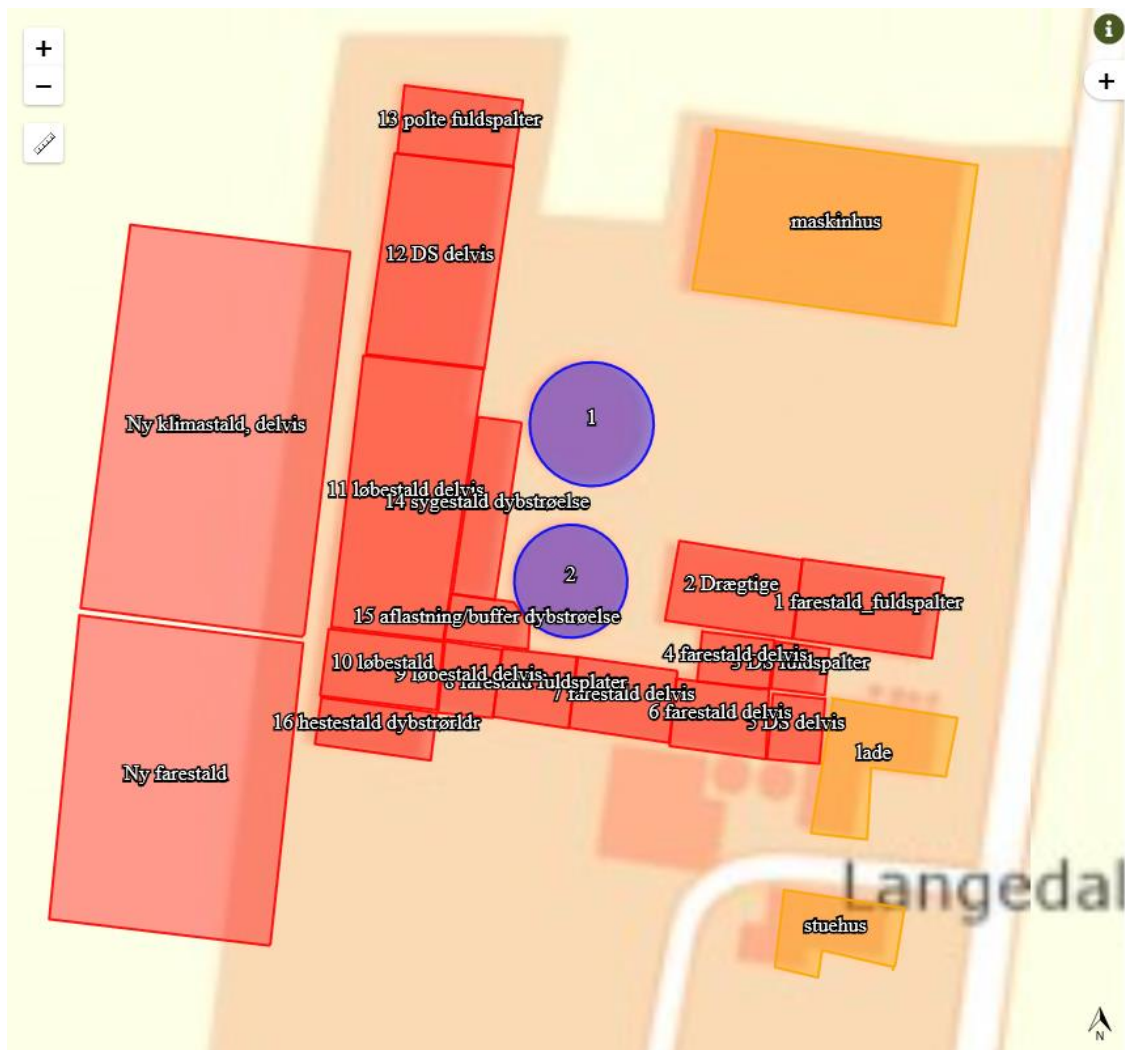 +
−
i
+
13 polte fuldspalter
12 DS delvis
maskinhus
Ny klimastald, delvis
1
11 løbestald delvis
14 sygestald dybstrøelse
2
2 Drægtige
1 farestald_fuldspalter
15 aflastning/buffer dybstrøelse
4 farestald delvis
3 DS fuldspalter
10 løbestald
9 løbestald delvis
8 farestald fuldsplater
7 farestald delvis
6 farestald delvis
5 DS delvis
16 hestestald dybstrørldr
lade
Ny farestald
Langedal
stuehus
N